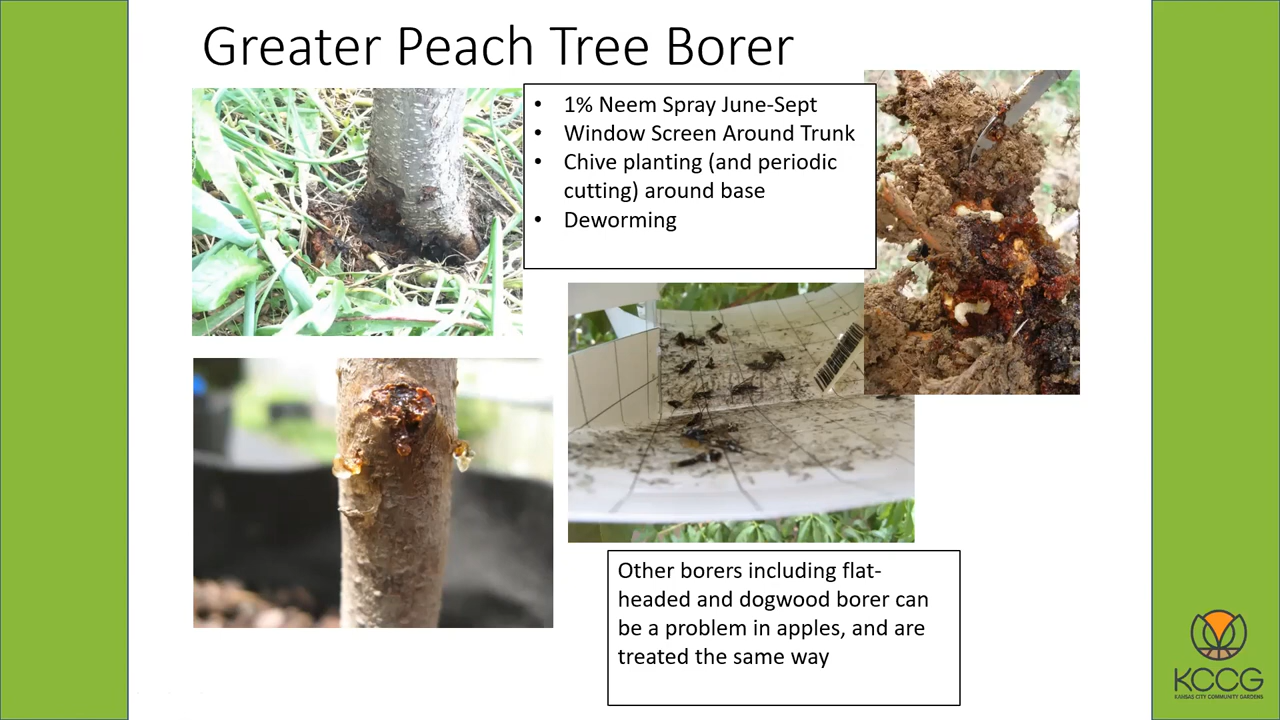 Greater Peach Tree Borer
• 1% Neem Spray June-Sept
• Window Screen Around Trunk
• Chive planting (and periodic
cutting) around base
• Deworming
Other borers including flat-
headed and dogwood borer can
be a problem in apples, and are
treated the same way
KCCG
KANSAS CITY COMMUNITY GARDENS